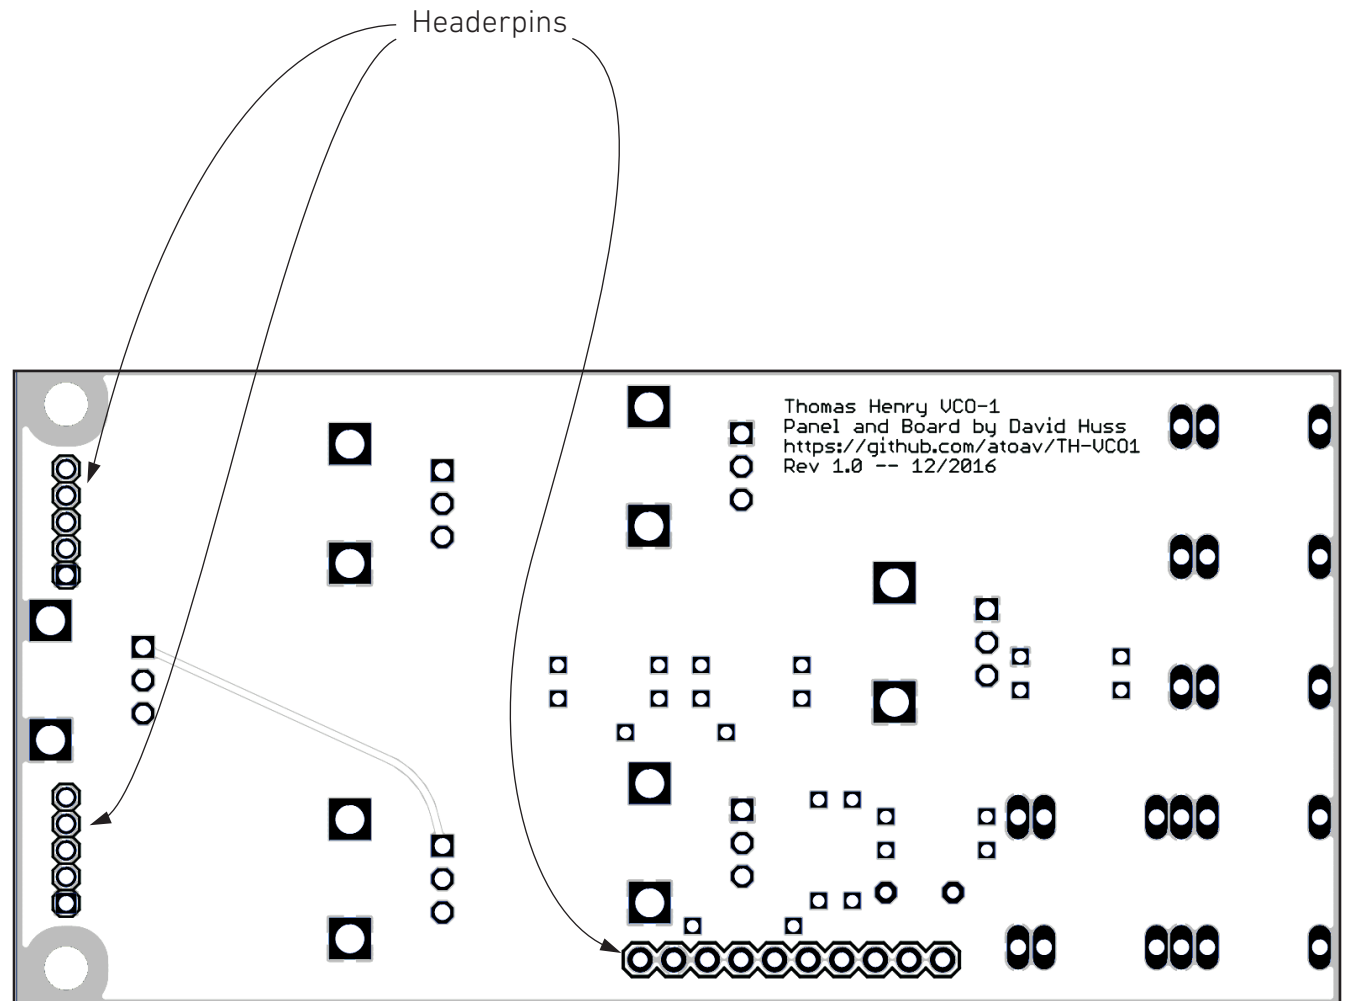 Headerpins
Thomas Henry VCO-1
Panel and Board by David Huss
https://github.com/atoav/TH-VCO1
Rev 1.0 -- 12/2016